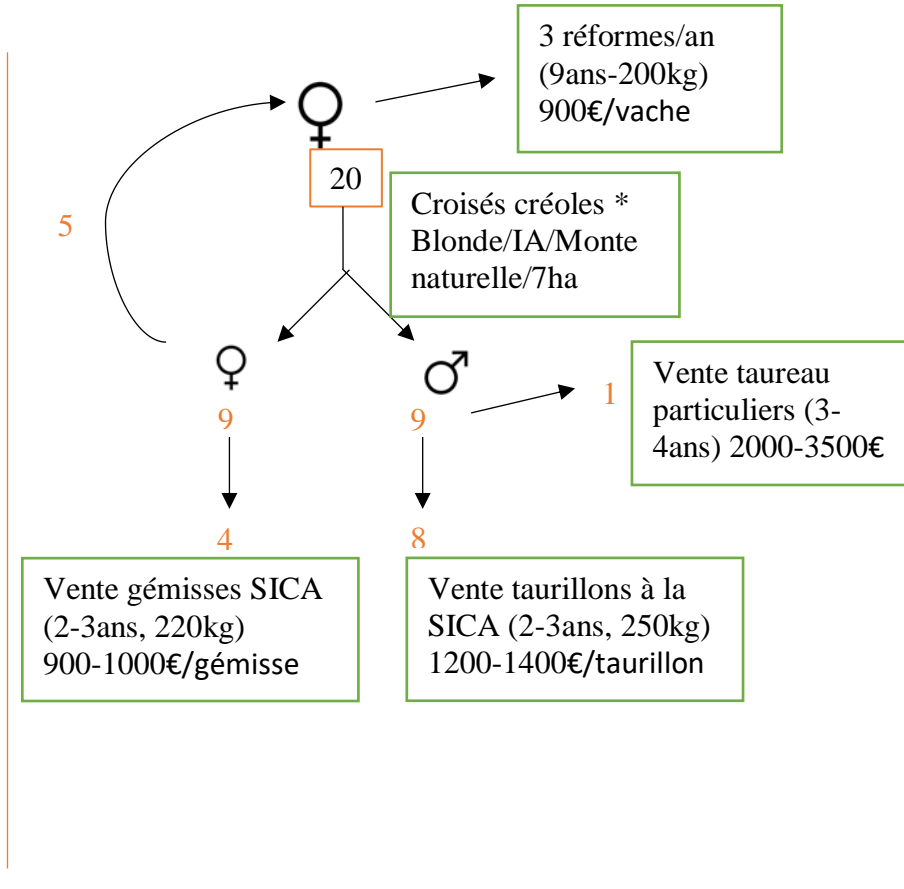 3 réformes/an
(9ans-200kg)
900€/vache
20
Croisés créoles *
Blonde/IA/Monte
naturelle/7ha
5
9
9
1
Vente taureau
particuliers (3-
4ans) 2000-3500€
4
8
Vente gémisses SICA
(2-3ans, 220kg)
900-1000€/gémisse
Vente taurillons à la
SICA (2-3ans, 250kg)
1200-1400€/taurillon